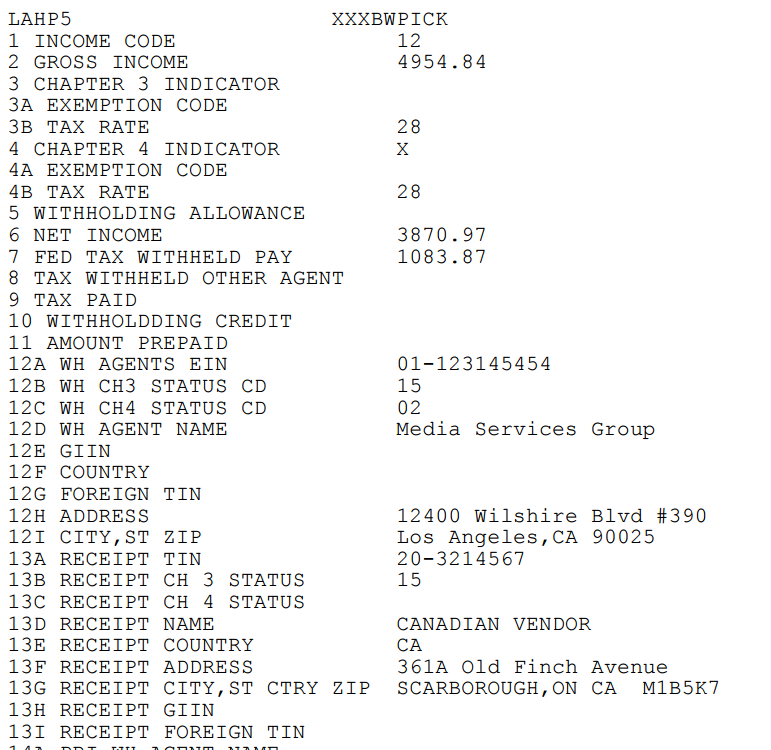 LAHP5 XXXBWPICK
1 INCOME CODE 12
2 GROSS INCOME 4954.84
3 CHAPTER 3 INDICATOR
3A EXEMPTION CODE
3B TAX RATE 28
4 CHAPTER 4 INDICATOR X
4A EXEMPTION CODE
4B TAX RATE 28
5 WITHHOLDING ALLOWANCE
6 NET INCOME 3870.97
7 FED TAX WITHHELD PAY 1083.87
8 TAX WITHHELD OTHER AGENT
9 TAX PAID
10 WITHHOLDDING CREDIT
11 AMOUNT PREPAID
12A WH AGENTS EIN 01-123145454
12B WH CH3 STATUS CD 15
12C WH CH4 STATUS CD 02
12D WH AGENT NAME Media Services Group
12E GIIN
12F COUNTRY
12G FOREIGN TIN
12H ADDRESS 12400 Wilshire Blvd #390
12I CITY,ST ZIP Los Angeles,CA 90025
13A RECEIPT TIN 20-3214567
13B RECEIPT CH 3 STATUS 15
13C RECEIPT CH 4 STATUS
13D RECEIPT NAME CANADIAN VENDOR
13E RECEIPT COUNTRY CA
13F RECEIPT ADDRESS 361A Old Finch Avenue
13G RECEIPT CITY,ST CTRY ZIP SCARBOROUGH,ON CA M1B5K7
13H RECEIPT GIIN
13I RECEIPT FOREIGN TIN